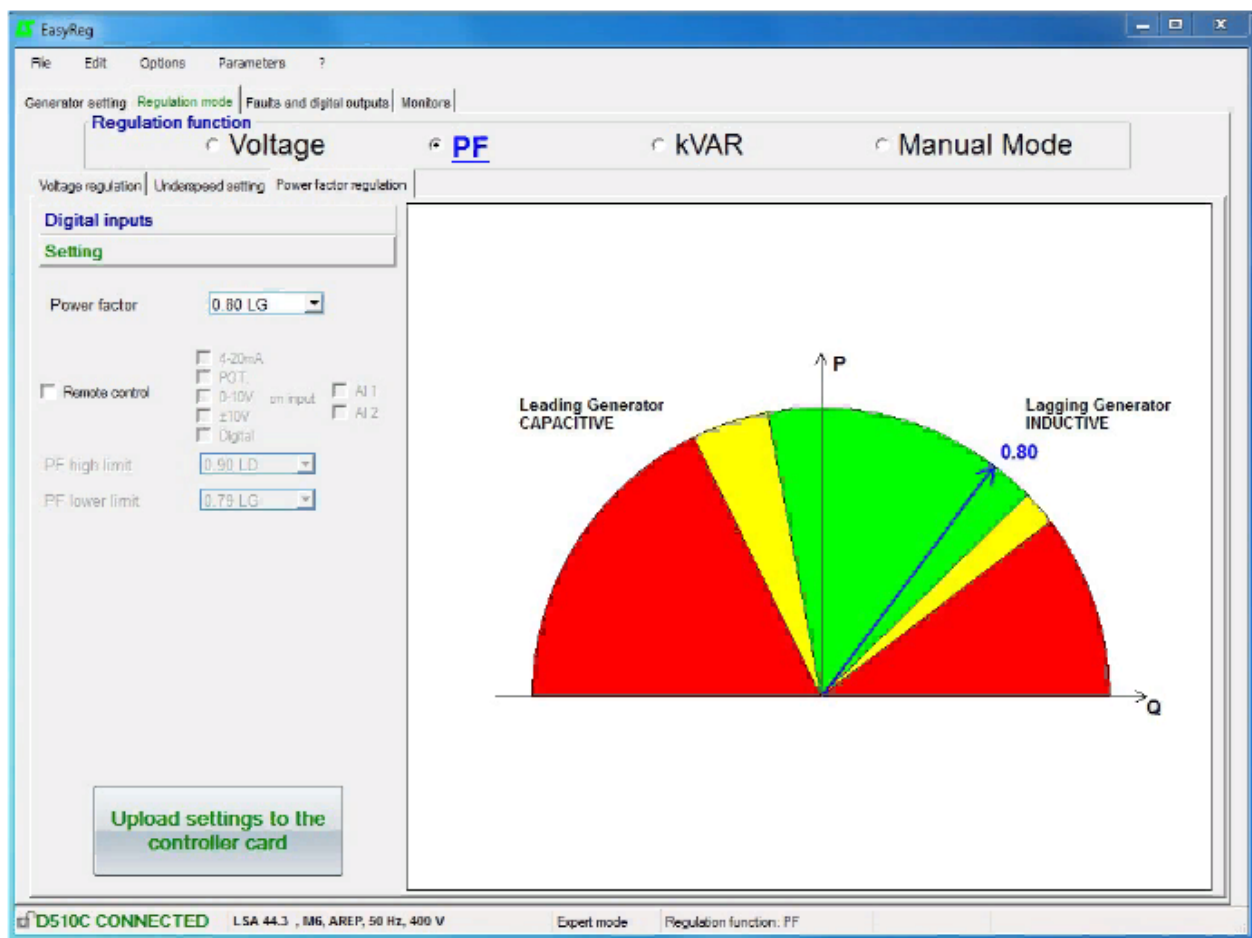 EasyReg
File Edit Options Parameters ?
Generator setting Regulation mode Faults and digital outputs Monitors
Regulation function
Voltage PF kVAR Manual Mode
Voltage regulation Underspeed setting Power factor regulation
Digital inputs
Setting
Power factor 0.80 LG
Remote control
4-20mA
POT.
0-10V on input
±10V
Digital
AI 1
AI 2
PF high limit 0.90 LD
PF lower limit 0.79 LG
P
Leading Generator
CAPACITIVE
Lagging Generator
INDUCTIVE
0.80
Q
Upload settings to the
controller card
D510C CONNECTED LSA 44.3 , M6, AREP, 50 Hz, 400 V Expert mode Regulation function: PF